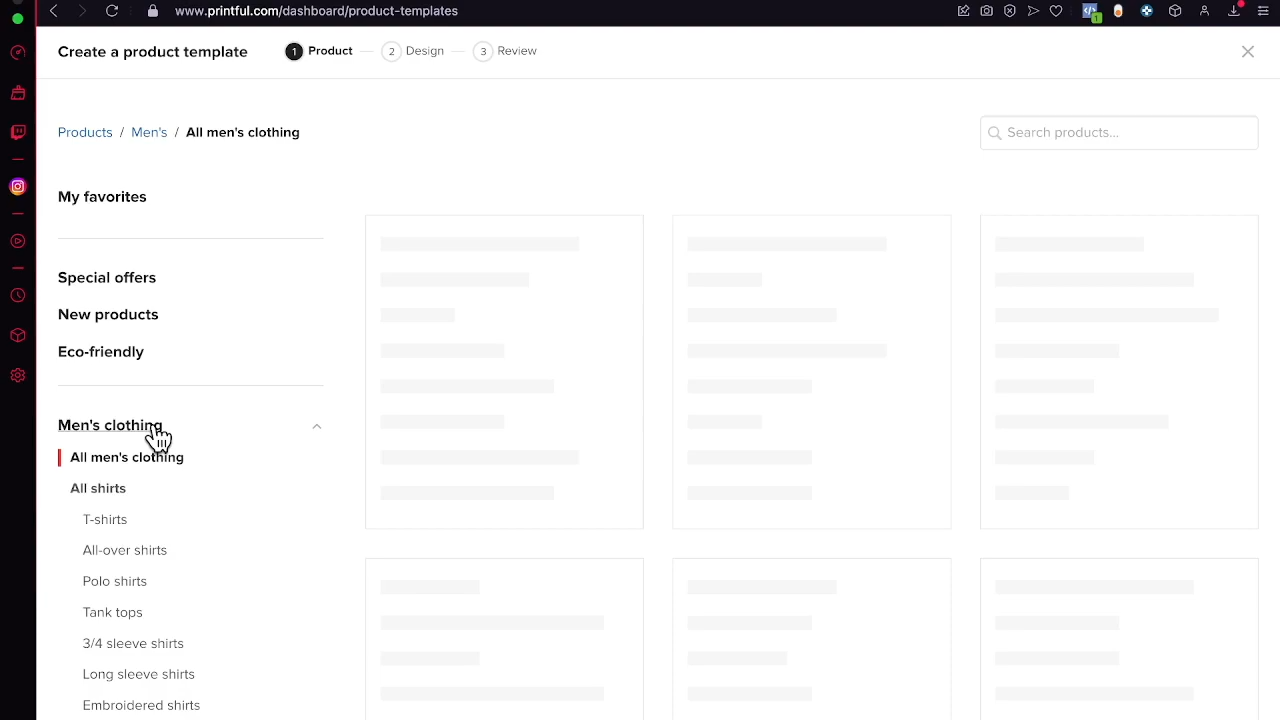 www.printful.com/dashboard/product-templates
1
Create a product template
1 Product
2 Design
3 Review
Products / Men's / All men's clothing
Search products...
My favorites
Special offers
New products
Eco-friendly
Men's clothing
All men's clothing
All shirts
T-shirts
All-over shirts
Polo shirts
Tank tops
3/4 sleeve shirts
Long sleeve shirts
Embroidered shirts